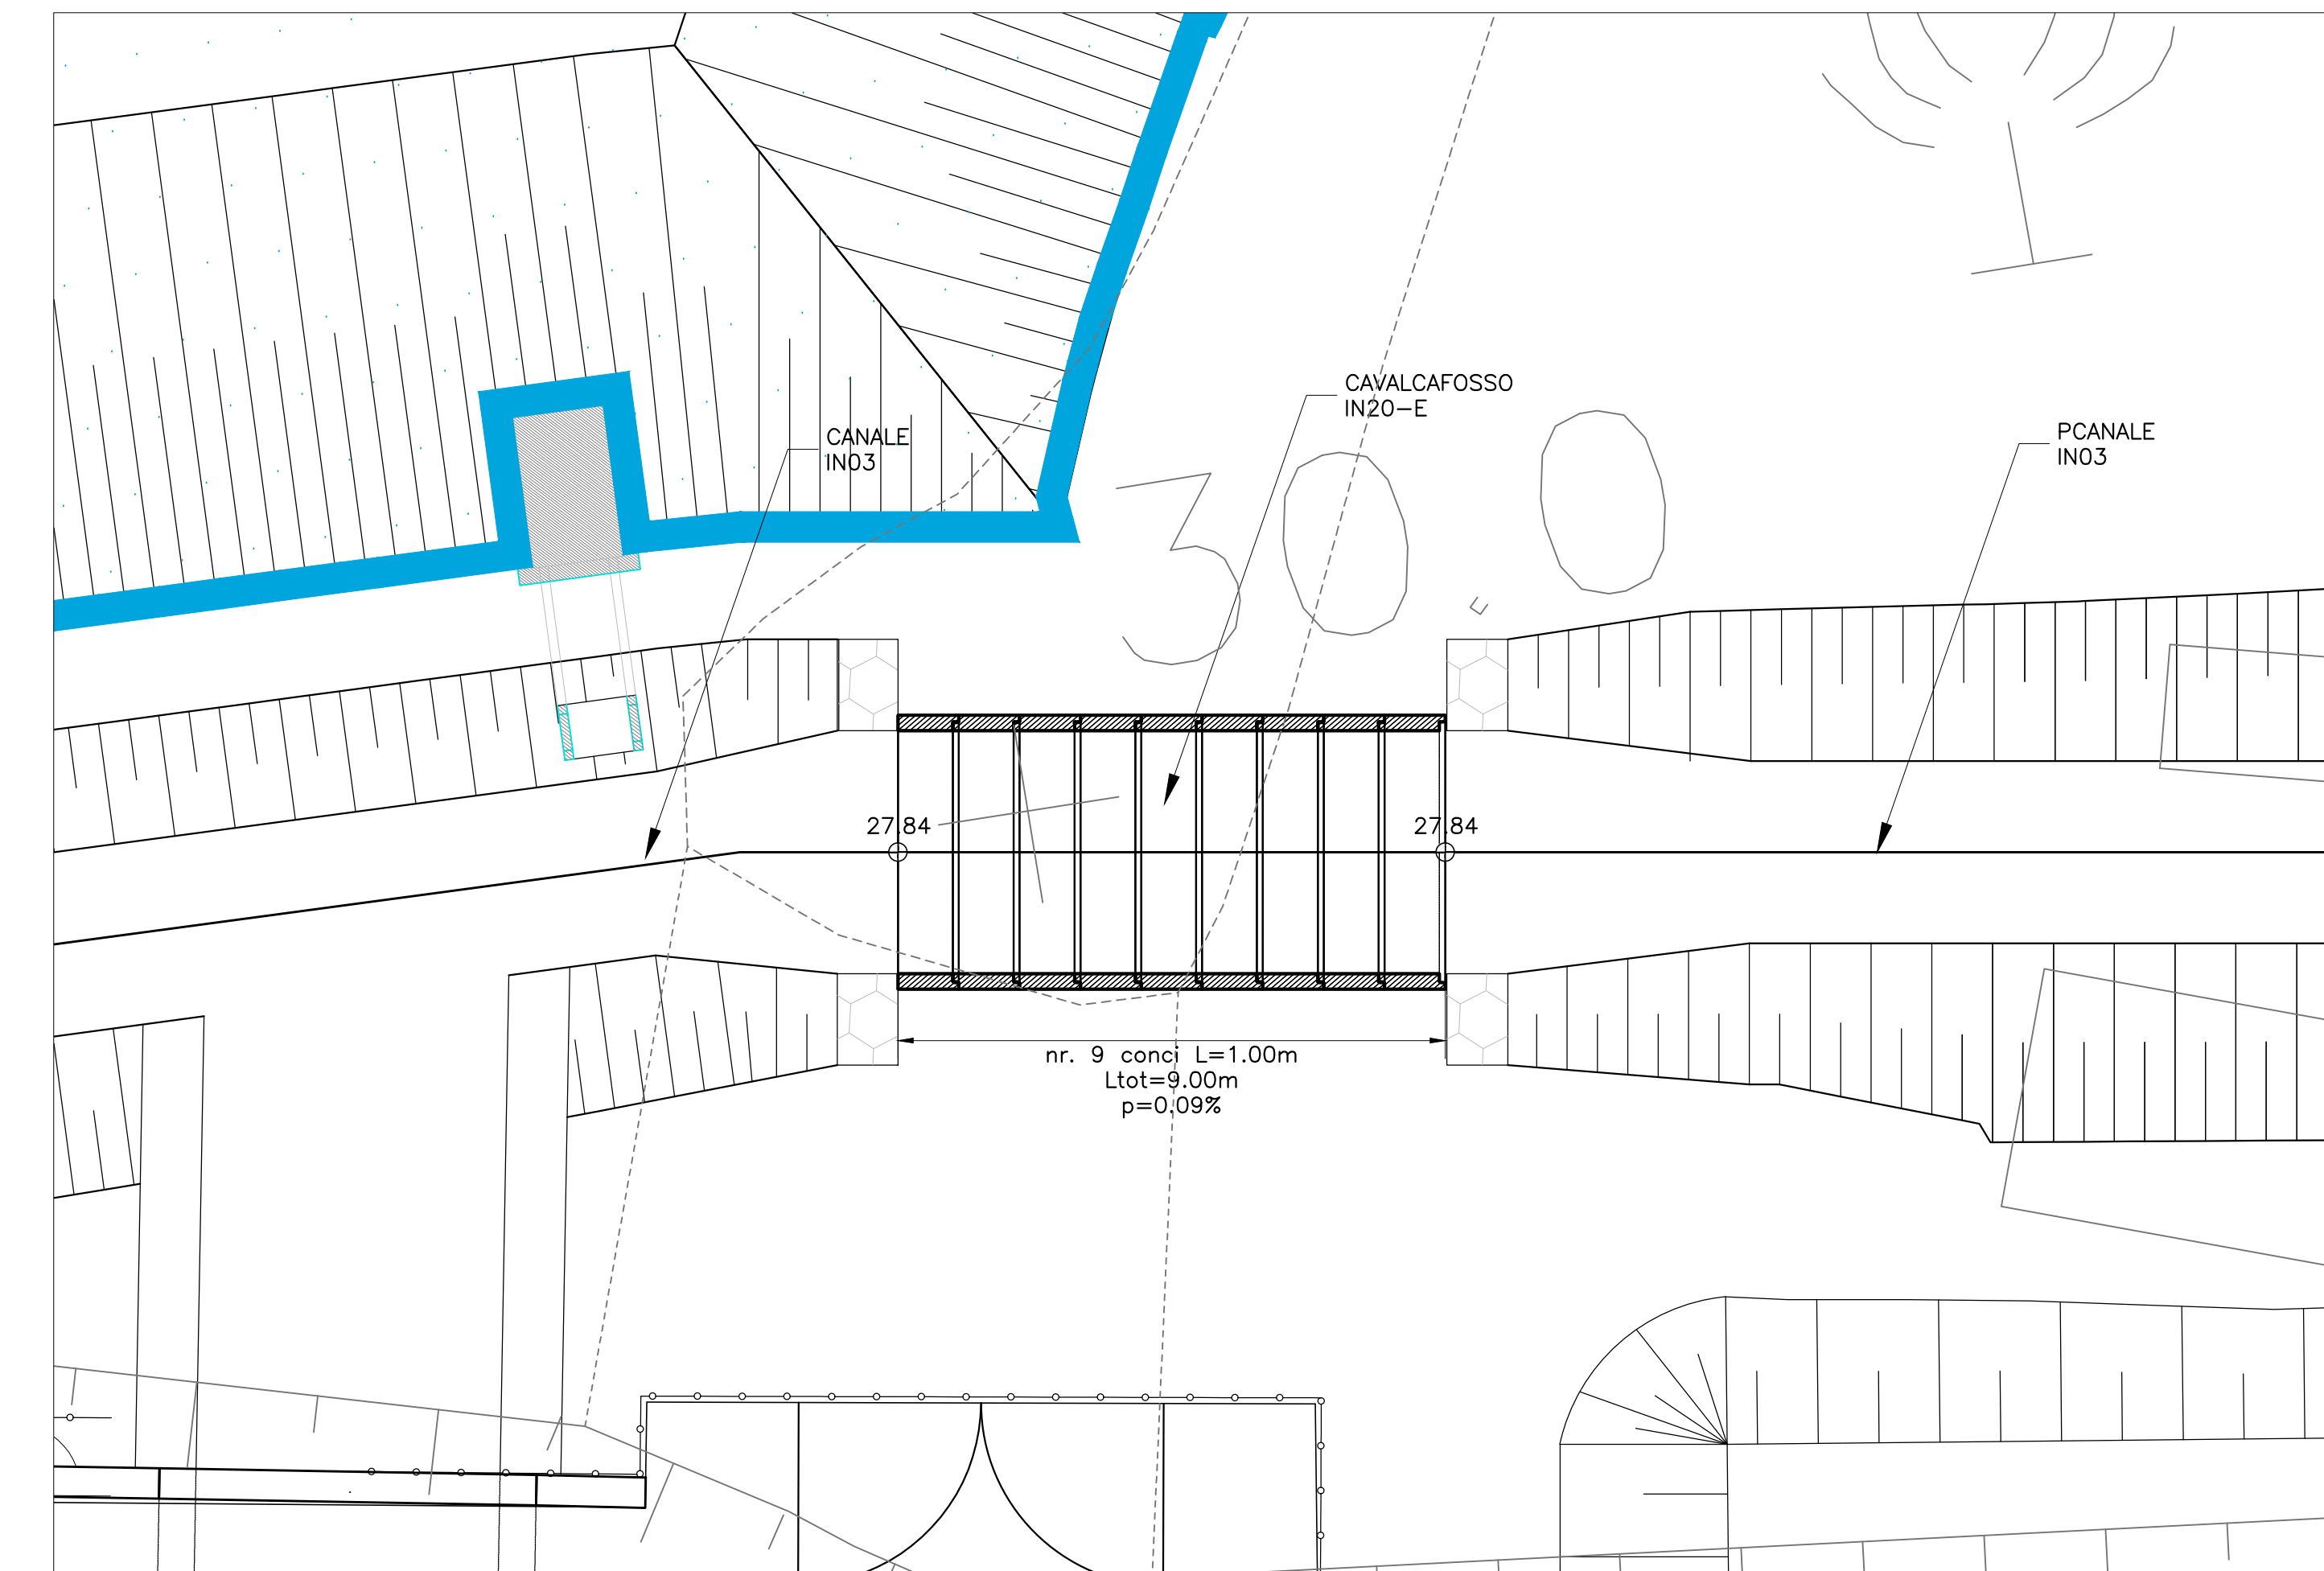 CAVALCAFOSSO
IN20-E
CANALE
IN03
PCANALE
IN03
300
27.84
27.84
nr. 9 conci L=1.00m
Ltot=9.00m
p=0.09%